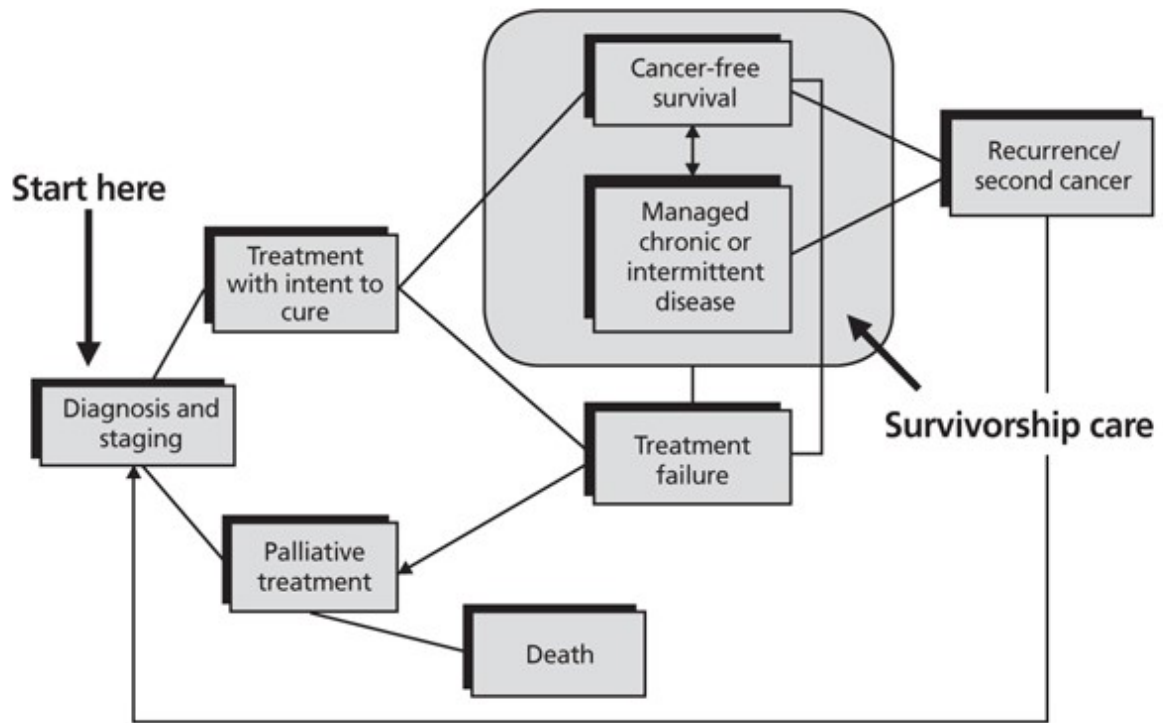 Cancer-free
survival
Recurrence/
second cancer
Start here
Managed
chronic or
intermittent
disease
Treatment
with intent to
cure
Diagnosis and
staging
Treatment
failure
Survivorship care
Palliative
treatment
Death